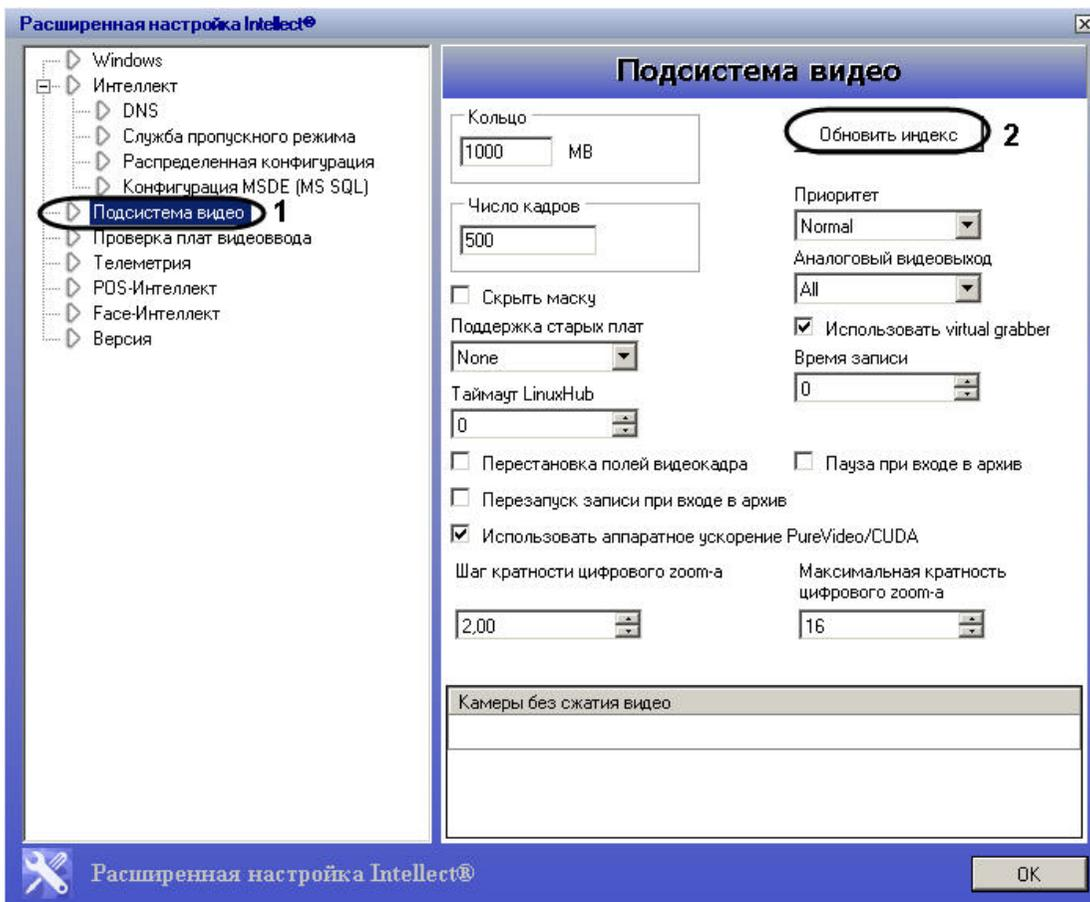 Расширенная настройка Intellect®
Windows
Интеллект
DNS
Служба пропускного режима
Распределенная конфигурация
Конфигурация MSDE (MS SQL)
Подсистема видео 1
Проверка плат видеоввода
Телеметрия
POS-Интеллект
Face-Интеллект
Версия
Подсистема видео
Кольцо
1000 MB
Обновить индекс 2
Число кадров
500
Приоритет
Normal
Аналоговый видеовыход
All
Скрыть маску
Использовать virtual grabber
Поддержка старых плат
None
Время записи
0
Таймаут LinuxHub
0
Перестановка полей видеокадра
Пауза при входе в архив
Перезапуск записи при входе в архив
Использовать аппаратное ускорение PureVideo/CUDA
Шаг кратности цифрового zoom-а
2,00
Максимальная кратность
цифрового zoom-а
16
Камеры без сжатия видео
Расширенная настройка Intellect®
OK